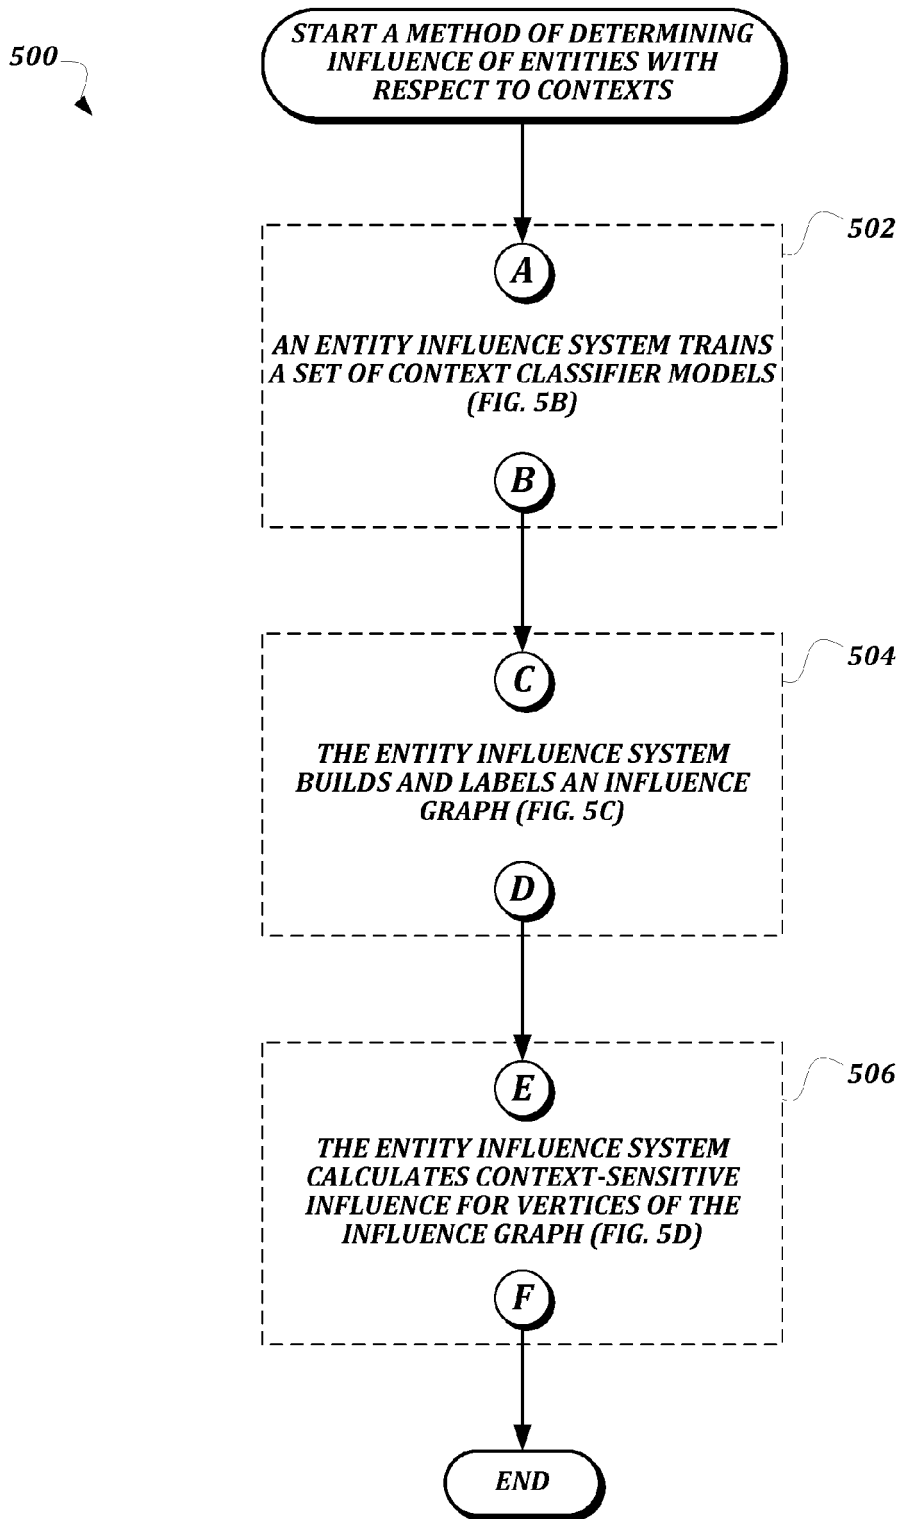 500
START A METHOD OF DETERMINING
INFLUENCE OF ENTITIES WITH
RESPECT TO CONTEXTS
502
A
AN ENTITY INFLUENCE SYSTEM TRAINS
A SET OF CONTEXT CLASSIFIER MODELS
(FIG. 5B)
B
504
C
THE ENTITY INFLUENCE SYSTEM
BUILDS AND LABELS AN INFLUENCE
GRAPH (FIG. 5C)
D
506
E
THE ENTITY INFLUENCE SYSTEM
CALCULATES CONTEXT-SENSITIVE
INFLUENCE FOR VERTICES OF THE
INFLUENCE GRAPH (FIG. 5D)
F
END